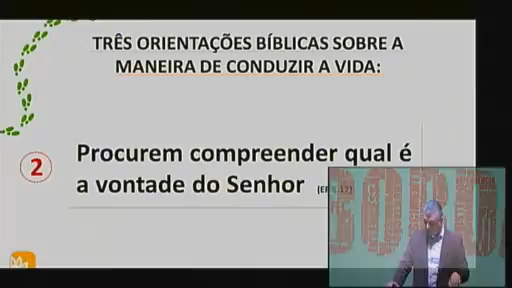 TRÊS ORIENTAÇÕES BÍBLICAS SOBRE A
MANEIRA DE CONDUZIR A VIDA:
2
Procurem compreender qual é
a vontade do Senhor